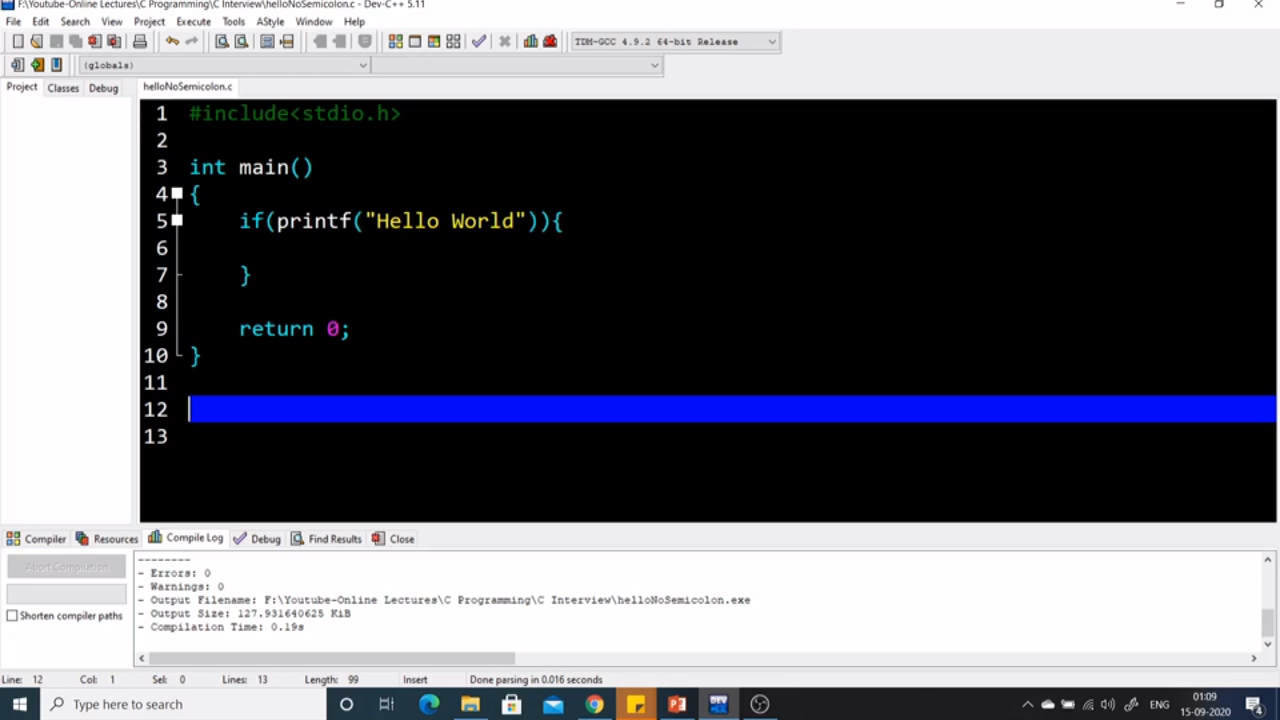 F:\Youtube-Online Lectures\C Programming\C Interview\helloNoSemicolon.c - Dev-C++ 5.11
File Edit Search View Project Execute Tools AStyle Window Help
TDM-GCC 4.9.2 64-bit Release
(globals)
Project Classes Debug helloNoSemicolon.c
1 #include<stdio.h>
2
3 int main()
4 {
5 if(printf("Hello World")){
6
7 }
8
9 return 0;
10 }
11
12
13
Compiler Resources Compile Log Debug Find Results Close
--------
Abort Compilation
- Errors: 0
- Warnings: 0
- Output Filename: F:\Youtube-Online Lectures\C Programming\C Interview\helloNoSemicolon.exe
- Output Size: 127.931640625 KiB
Shorten compiler paths
- Compilation Time: 0.19s
Line: 12 Col: 1 Sel: 0 Lines: 13 Length: 99 Insert Done parsing in 0.016 seconds
Type here to search
DEV
ENG
01:09
15-09-2020
4